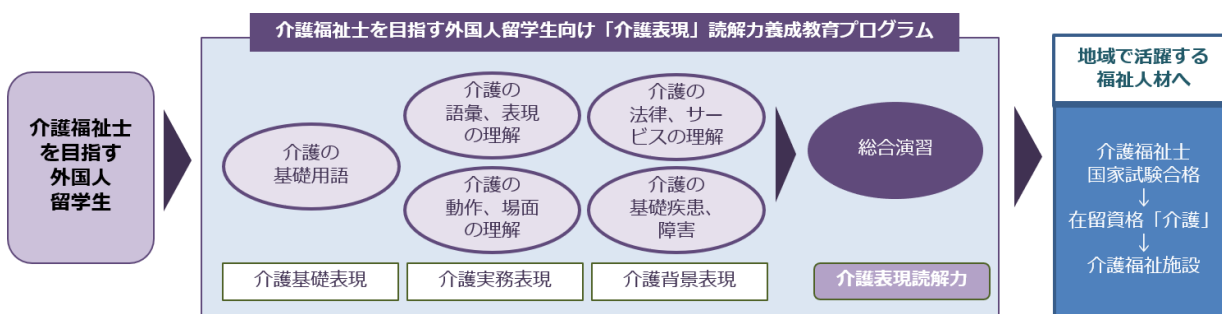 介護福祉士を目指す外国人留学生向け「介護表現」読解力養成教育プログラム
介護福祉士
を目指す
外国人
留学生
介護の
基礎用語
介護の
語彙、表現
の理解
介護の
動作、場面
の理解
介護の
法律、サー
ビスの理解
介護の
基礎疾患、
障害
総合演習
介護基礎表現
介護実務表現
介護背景表現
介護表現読解力
地域で活躍する
福祉人材へ
介護福祉士
国家試験合格
↓
在留資格「介護」
↓
介護福祉施設